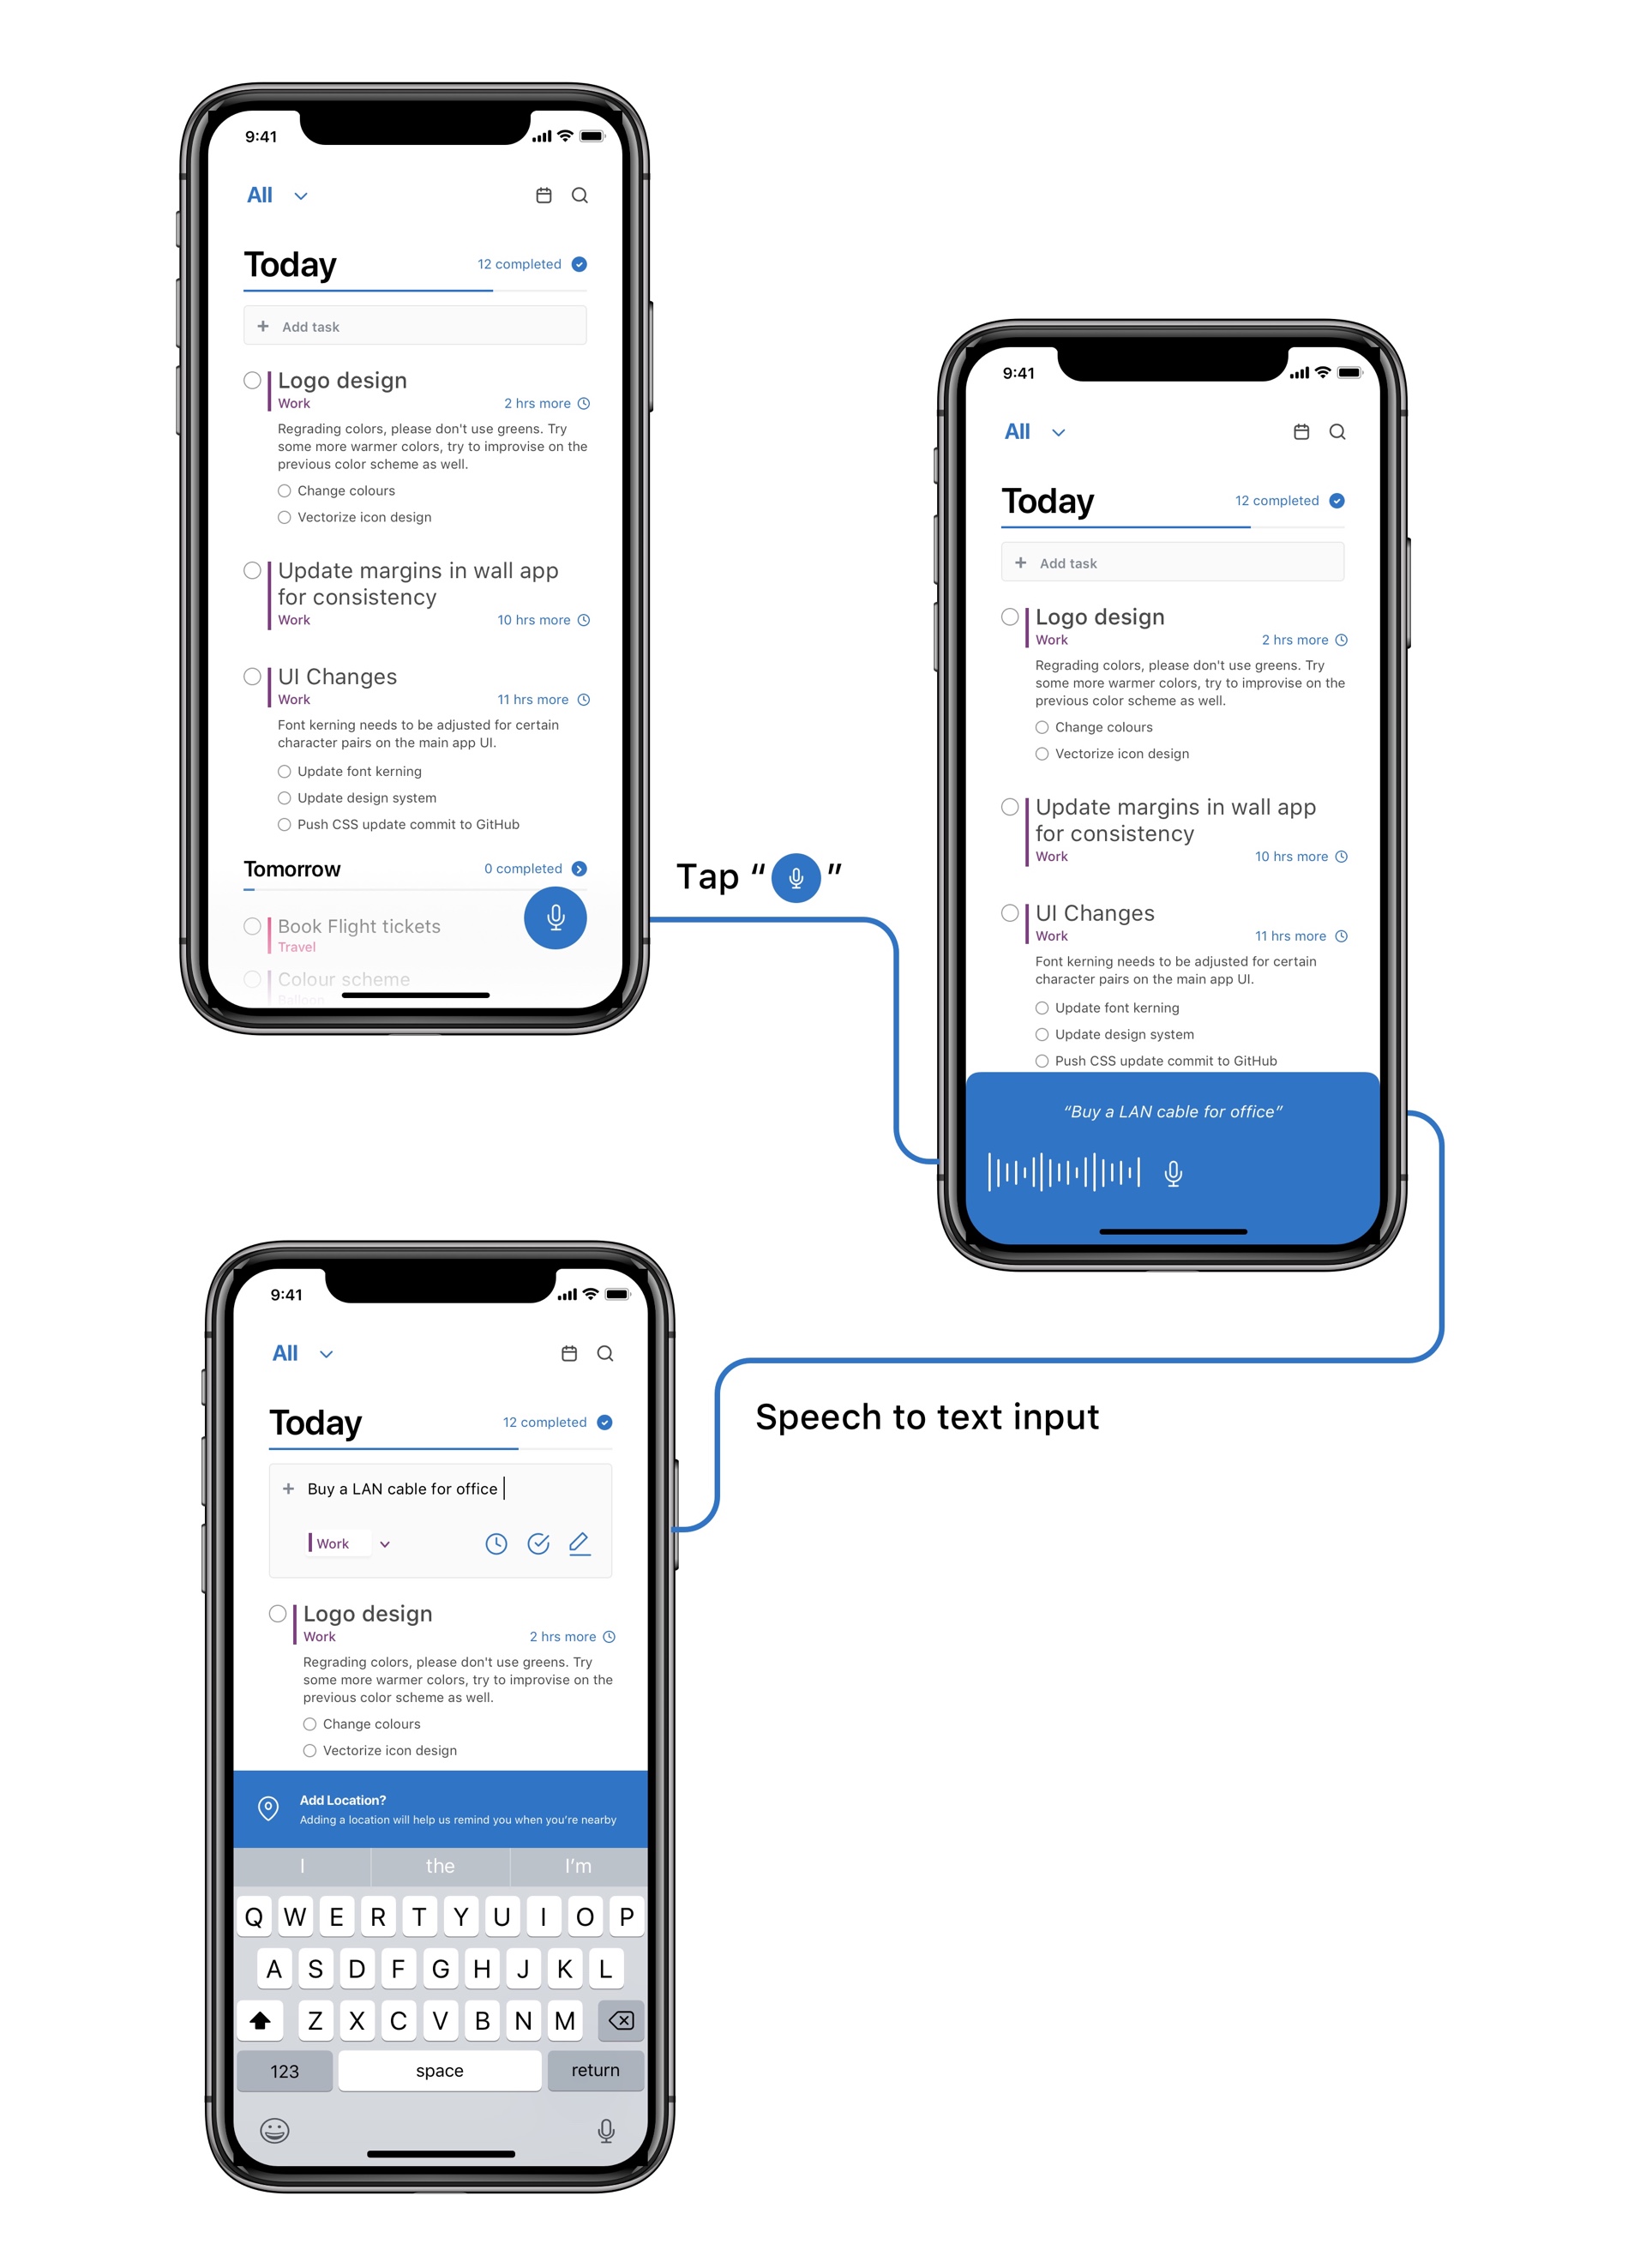 9:41
All
Today
12 completed
+ Add task
Logo design
Work
2 hrs more
Regrading colors, please don't use greens. Try
some more warmer colors, try to improvise on the
previous color scheme as well.
Change colours
Vectorize icon design
Update margins in wall app
for consistency
Work
10 hrs more
UI Changes
Work
11 hrs more
Font kerning needs to be adjusted for certain
character pairs on the main app UI.
Update font kerning
Update design system
Push CSS update commit to GitHub
Tomorrow
0 completed
Book Flight tickets
Travel
Colour scheme
Balloon
Tap “ ”
9:41
All
Today
12 completed
+ Add task
Logo design
Work
2 hrs more
Regrading colors, please don't use greens. Try
some more warmer colors, try to improvise on the
previous color scheme as well.
Change colours
Vectorize icon design
Update margins in wall app
for consistency
Work
10 hrs more
UI Changes
Work
11 hrs more
Font kerning needs to be adjusted for certain
character pairs on the main app UI.
Update font kerning
Update design system
Push CSS update commit to GitHub
“Buy a LAN cable for office”
Speech to text input
9:41
All
Today
12 completed
+ Buy a LAN cable for office
Work
Logo design
Work
2 hrs more
Regrading colors, please don't use greens. Try
some more warmer colors, try to improvise on the
previous color scheme as well.
Change colours
Vectorize icon design
Add Location?
Adding a location will help us remind you when you’re nearby
I the I’m
Q W E R T Y U I O P
A S D F G H J K L
Z X C V B N M
123 space return